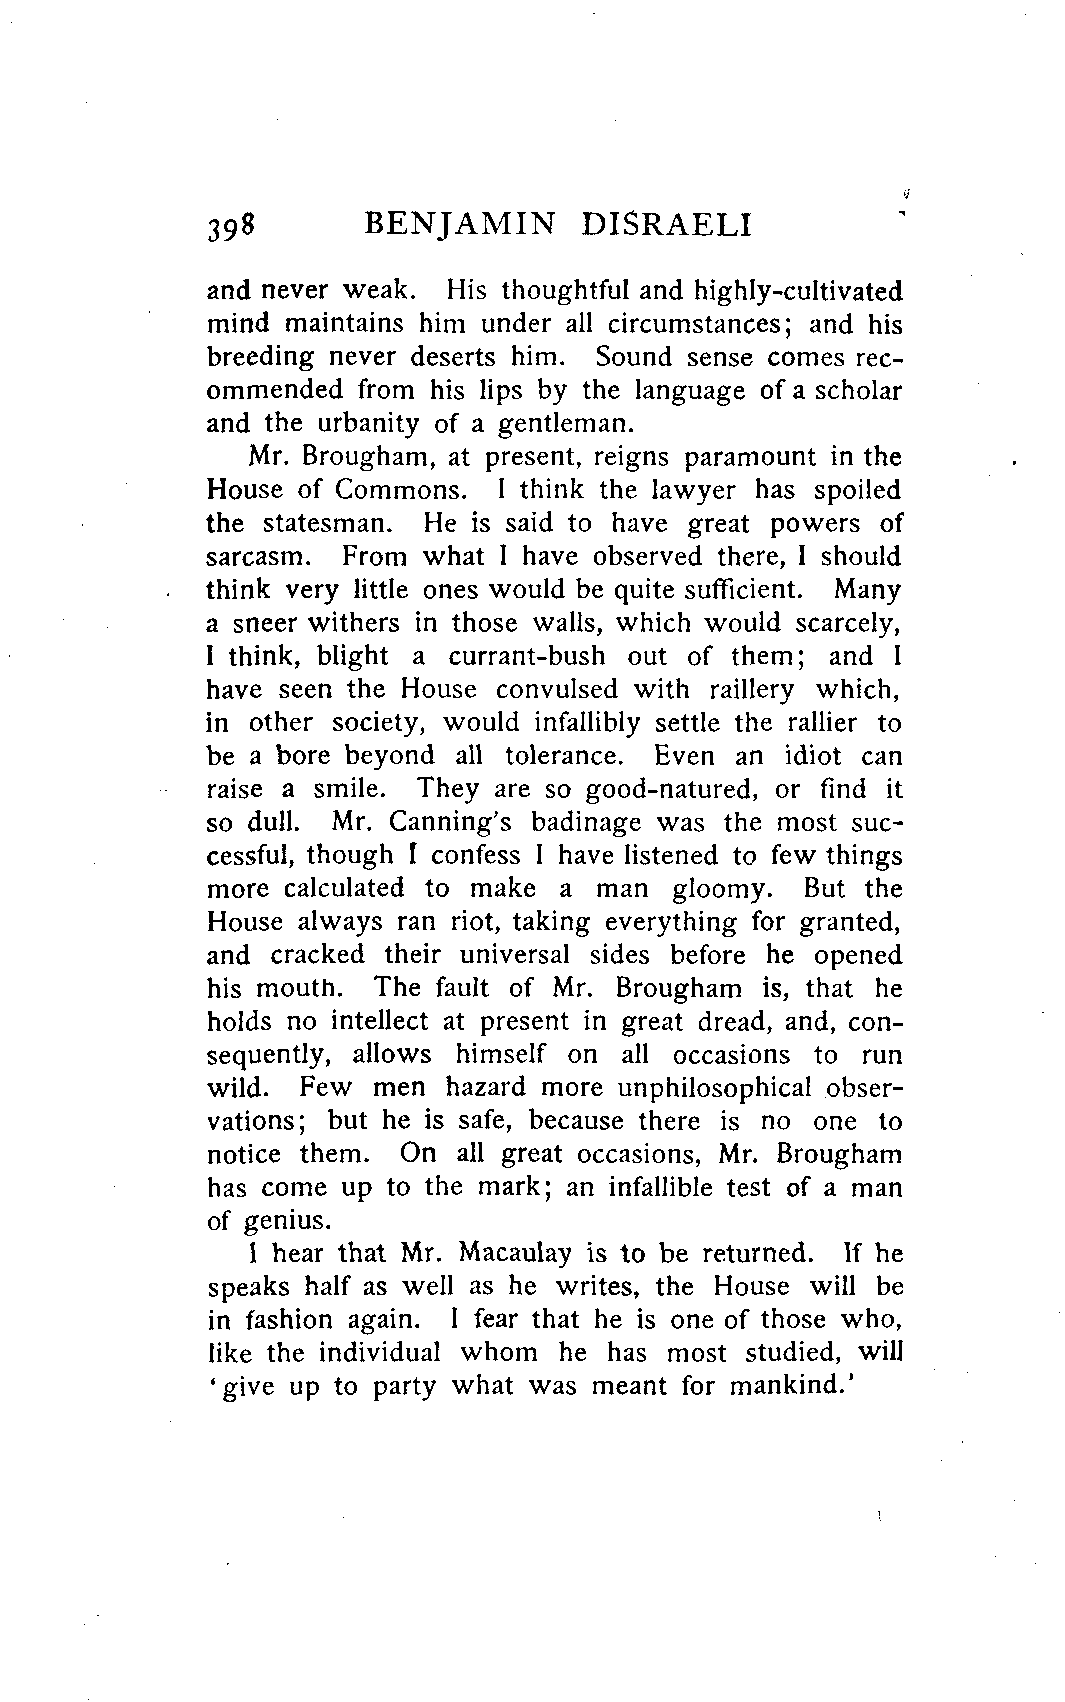 398 BENJAMIN DISRAELI
and never weak. His thoughtful and highly-cultivated
mind maintains him under all circumstances; and his
breeding never deserts him. Sound sense comes rec-
ommended from his lips by the language of a scholar
and the urbanity of a gentleman.
Mr. Brougham, at present, reigns paramount in the
House of Commons. I think the lawyer has spoiled
the statesman. He is said to have great powers of
sarcasm. From what I have observed there, I should
think very little ones would be quite sufficient. Many
a sneer withers in those walls, which would scarcely,
I think, blight a currant-bush out of them; and I
have seen the House convulsed with raillery which,
in other society, would infallibly settle the rallier to
be a bore beyond all tolerance. Even an idiot can
raise a smile. They are so good-natured, or find it
so dull. Mr. Canning's badinage was the most suc-
cessful, though I confess I have listened to few things
more calculated to make a man gloomy. But the
House always ran riot, taking everything for granted,
and cracked their universal sides before he opened
his mouth. The fault of Mr. Brougham is, that he
holds no intellect at present in great dread, and, con-
sequently, allows himself on all occasions to run
wild. Few men hazard more unphilosophical obser-
vations; but he is safe, because there is no one to
notice them. On all great occasions, Mr. Brougham
has come up to the mark; an infallible test of a man
of genius.
I hear that Mr. Macaulay is to be returned. If he
speaks half as well as he writes, the House will be
in fashion again. I fear that he is one of those who,
like the individual whom he has most studied, will
'give up to party what was meant for mankind.'